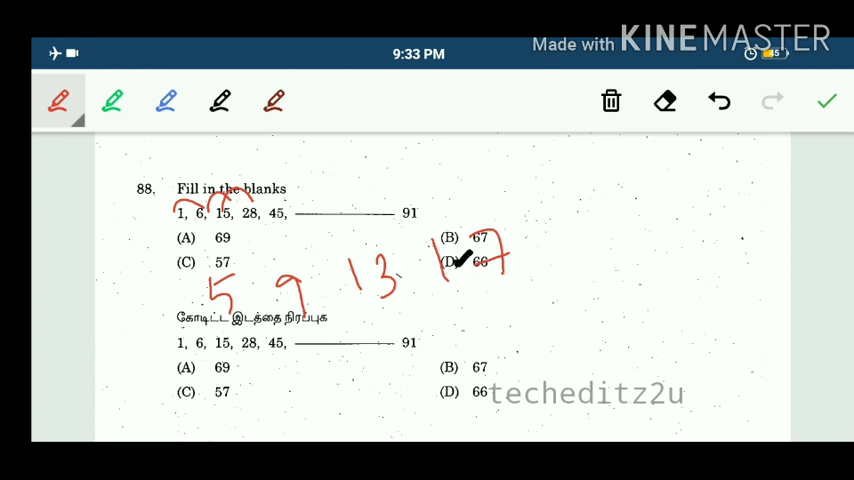 Made with KINEMASTER
9:33 PM
45
88. Fill in the blanks
1, 6, 15, 28, 45, ――――― 91
(A) 69
(B) 67
(C) 57
(D) 66
5 9 13 17
கோடிட்ட இடத்தை நிரப்புக
1, 6, 15, 28, 45, ――――― 91
(A) 69
(B) 67
(C) 57
(D) 66
techeditz2u